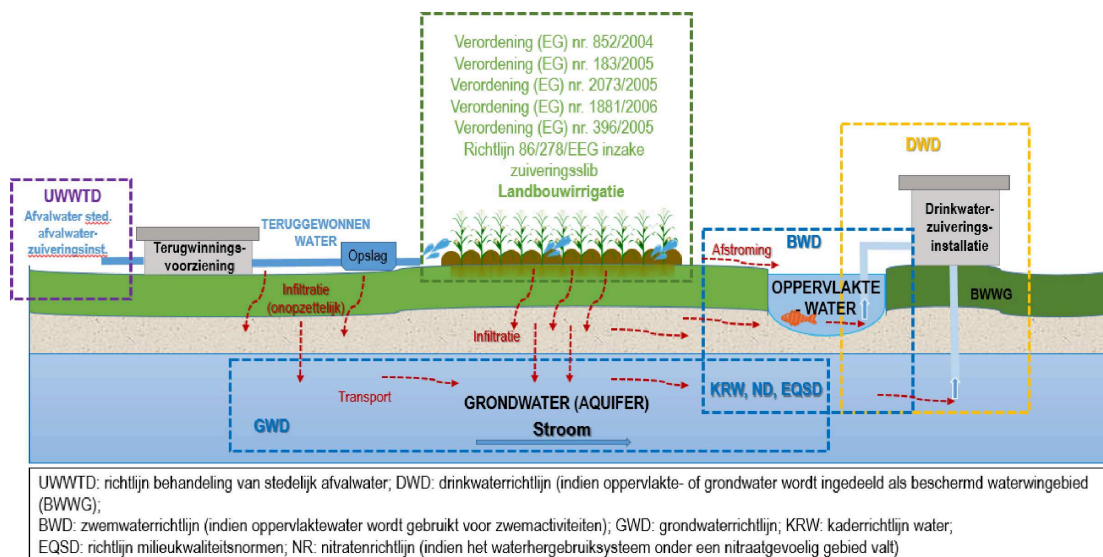 Verordening (EG) nr. 852/2004
Verordening (EG) nr. 183/2005
Verordening (EG) nr. 2073/2005
Verordening (EG) nr. 1881/2006
Verordening (EG) nr. 396/2005
Richtlijn 86/278/EEG inzake
zuiveringsslib
Landbouwirrigatie
DWD
UWWTD
Afvalwater sted.
afvalwater-
zuiveringsinst.
Terugwinnings-
voorziening
TERUGGEWONNEN
WATER
Opslag
Afstroming
BWD
Drinkwater-
zuiverings-
installatie
OPPERVLAKTE
- WATER
BWWG
Infiltratie
(onopzettelijk)
Infiltratie
Transport
GRONDWATER (AQUIFER)
Stroom
GWD
KRW, ND, EQSD
UWWTD: richtlijn behandeling van stedelijk afvalwater; DWD: drinkwaterrichtlijn (indien oppervlakte- of grondwater wordt ingedeeld als beschermd waterwingebied
(BWWG);
BWD: zwemwaterrichtlijn (indien oppervlaktewater wordt gebruikt voor zwemactiviteiten); GWD: grondwaterrichtlijn; KRW: kaderrichtlijn water;
EQSD: richtlijn milieukwaliteitsnormen; NR: nitratenrichtlijn (indien het waterhergebruiksysteem onder een nitraatgevoelig gebied valt)